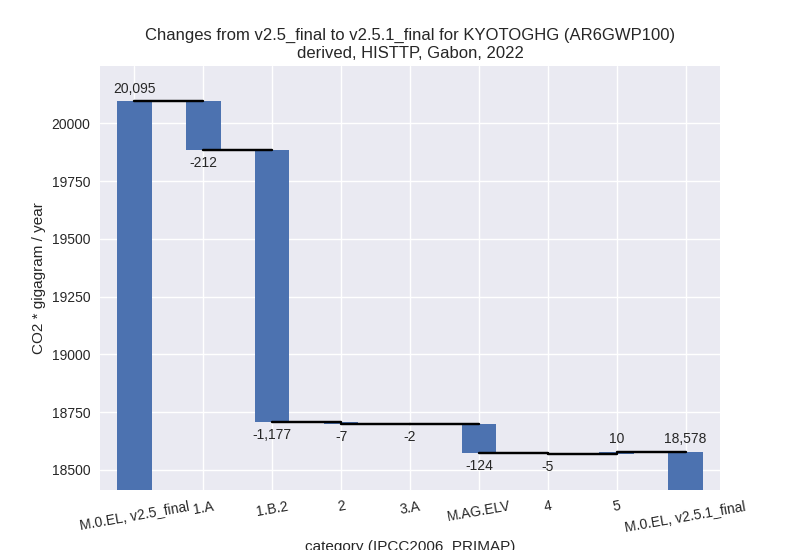 Changes from v2.5_final to v2.5.1_final for KYOTOGHG (AR6GWP100)
derived, HISTTP, Gabon, 2022
CO2 * gigagram / year
20000
19750
19500
19250
19000
18750
18500
20,095
-212
-1,177
-7
-2
-124
-5
10
18,578
M.0.EL, v2.5_final
1.A
1.B.2
2
3.A
M.AG.ELV
4
5
M.0.EL, v2.5.1_final
category (IPCC2006_PRIMAP)